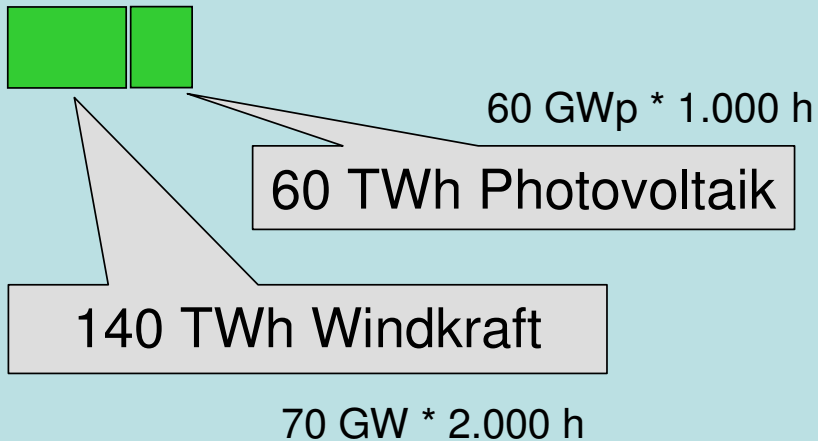 60 GWp * 1.000 h
60 TWh Photovoltaik
140 TWh Windkraft
70 GW * 2.000 h